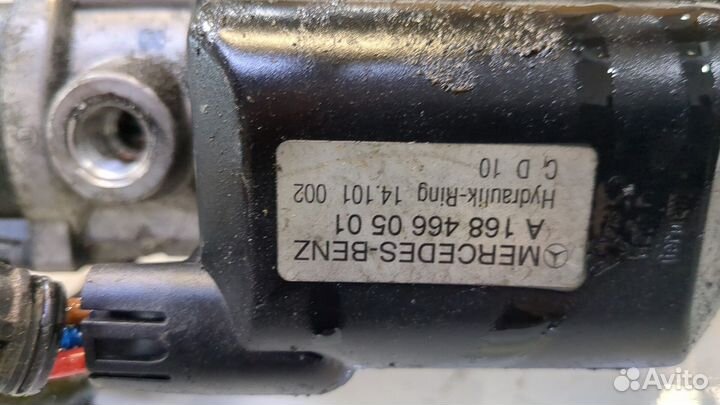 MERCEDES-BENZ
A 168 466 05 01
Hydraulik-Ring 14.101 002
G D 10
Avito